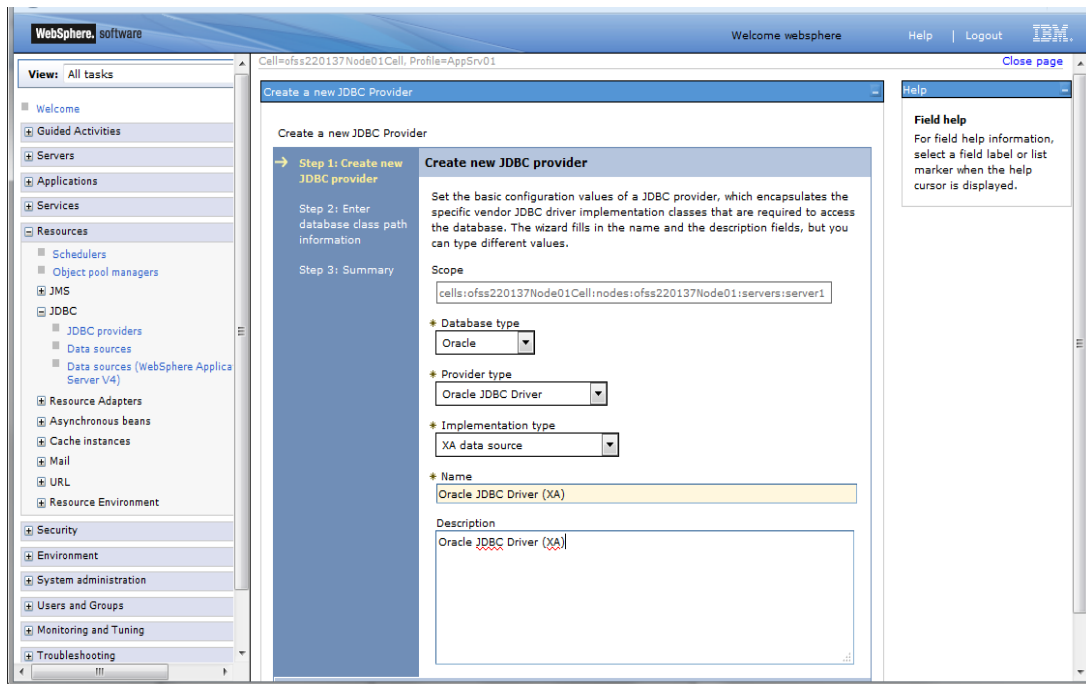 WebSphere. software
Welcome websphere
Help | Logout
IBM.
View: All tasks
Welcome
Guided Activities
Servers
Applications
Services
Resources
Schedulers
Object pool managers
JMS
JDBC
JDBC providers
Data sources
Data sources (WebSphere Applica
Server V4)
Resource Adapters
Asynchronous beans
Cache instances
Mail
URL
Resource Environment
Security
Environment
System administration
Users and Groups
Monitoring and Tuning
Troubleshooting
Cell=ofss220137Node01Cell, Profile=AppSrv01
Close page
Create a new JDBC Provider
Create a new JDBC Provider
Step 1: Create new
JDBC provider
Step 2: Enter
database class path
information
Step 3: Summary
Create new JDBC provider
Set the basic configuration values of a JDBC provider, which encapsulates the
specific vendor JDBC driver implementation classes that are required to access
the database. The wizard fills in the name and the description fields, but you
can type different values.
Scope
cells:ofss220137Node01Cell:nodes:ofss220137Node01:servers:server1
* Database type
Oracle
* Provider type
Oracle JDBC Driver
* Implementation type
XA data source
* Name
Oracle JDBC Driver (XA)
Description
Oracle JDBC Driver (XA)
Help
Field help
For field help information,
select a field label or list
marker when the help
cursor is displayed.